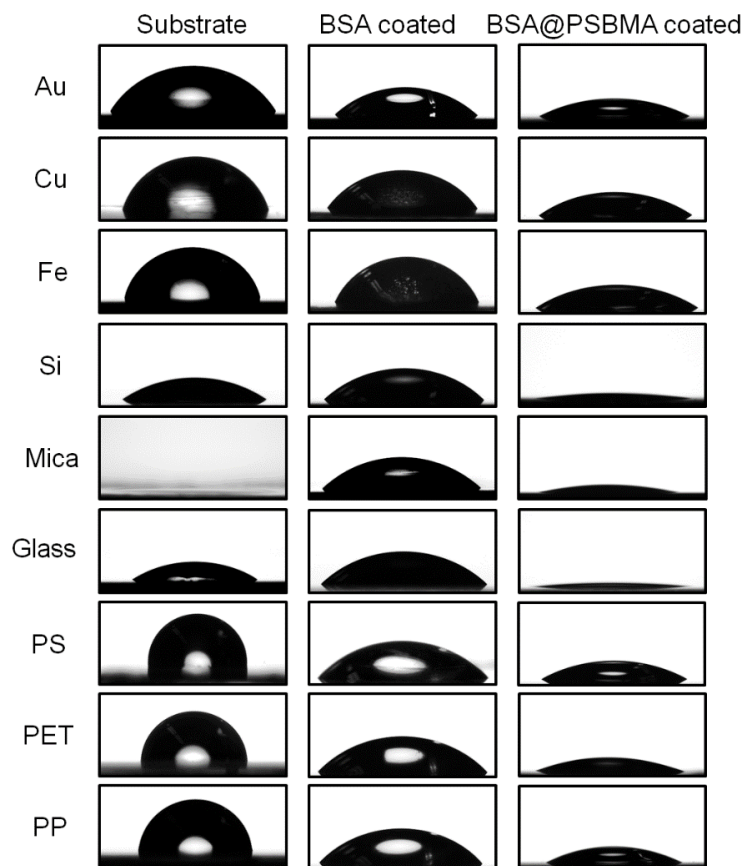 Substrate BSA coated BSA@PSBMA coated
Au
Cu
Fe
Si
Mica
Glass
PS
PET
PP